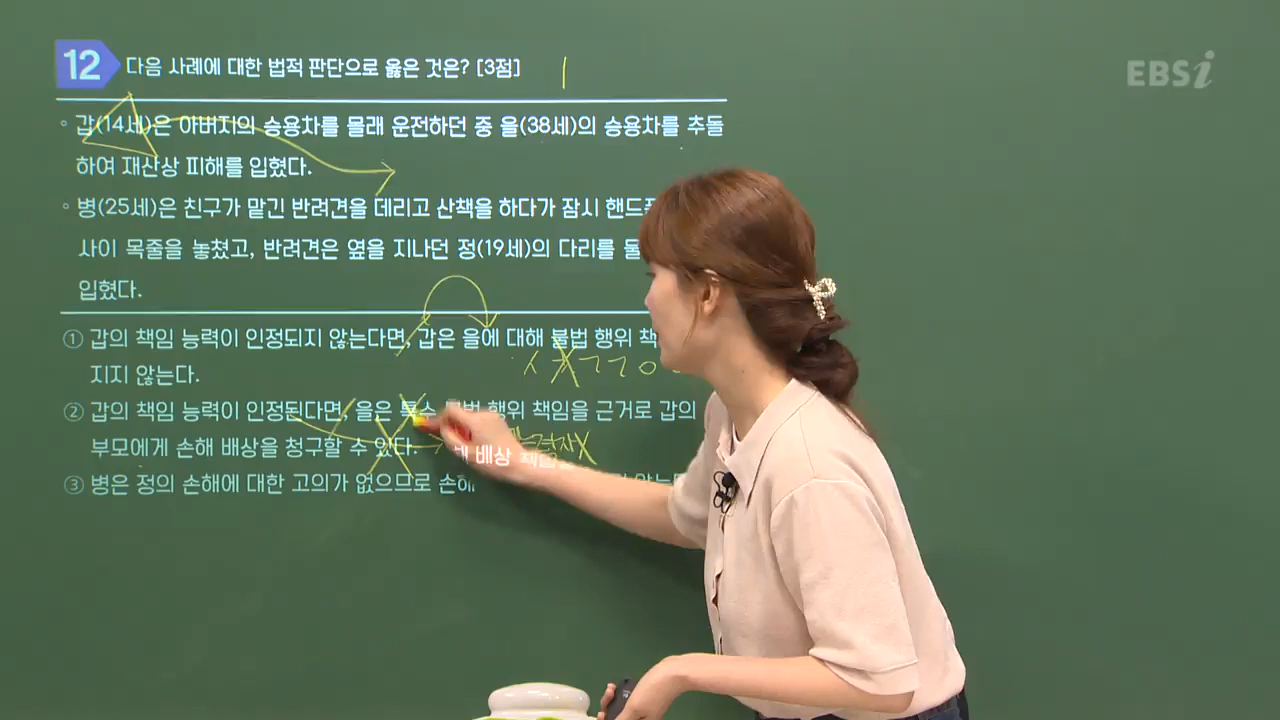 12 다음 사례에 대한 법적 판단으로 옳은 것은? [3점]
EBSi
◦ 갑(14세)은 아버지의 승용차를 몰래 운전하던 중 을(38세)의 승용차를 추돌
하여 재산상 피해를 입혔다.
◦ 병(25세)은 친구가 맡긴 반려견을 데리고 산책을 하다가 잠시
사이 목줄을 놓쳤고, 반려견은 옆을 지나던 정(19세)의 다리를
입혔다.
① 갑의 책임 능력이 인정되지 않는다면, 갑은 을에 대해 불법 행위
지지 않는다.
② 갑의 책임 능력이 인정된다면, 을은 특수 행위 책임을 근거로 갑의
부모에게 손해 배상을 청구할 수 있다.
배상
③ 병은 정의 손해에 대한 고의가 없으므로 손해